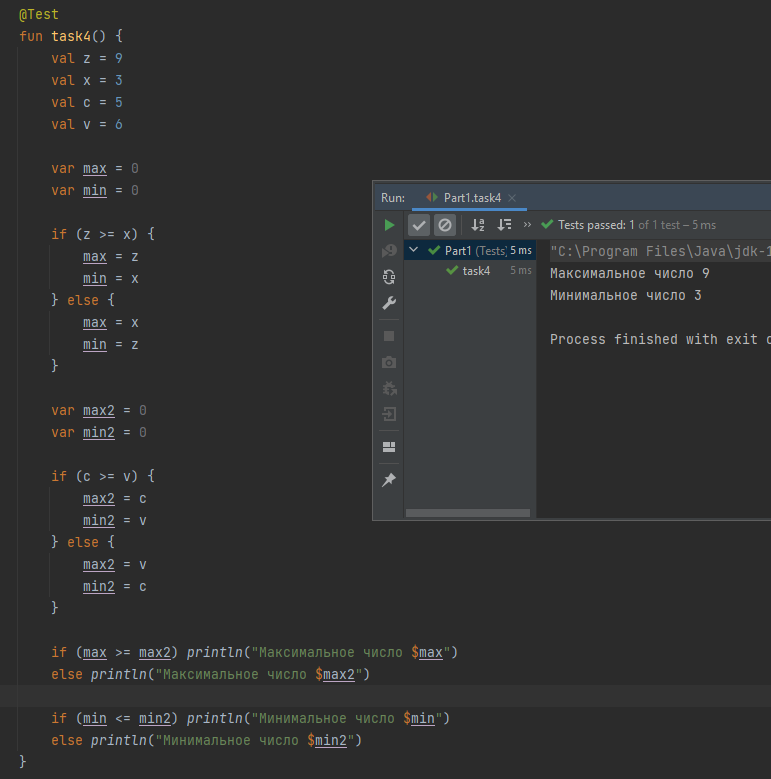 @Test
fun task4() {
val z = 9
val x = 3
val c = 5
val v = 6
var max = 0
var min = 0
if (z >= x) {
max = z
min = x
} else {
max = x
min = z
}
var max2 = 0
var min2 = 0
if (c >= v) {
max2 = c
min2 = v
} else {
max2 = v
min2 = c
}
if (max >= max2) println("Максимальное число $max")
else println("Максимальное число $max2")
if (min <= min2) println("Минимальное число $min")
else println("Минимальное число $min2")
}
Run: Part1.task4
Tests passed: 1 of 1 test – 5 ms
Part1 (Tests) 5 ms
task4 5 ms
"C:\Program Files\Java\jdk-1
Максимальное число 9
Минимальное число 3
Process finished with exit